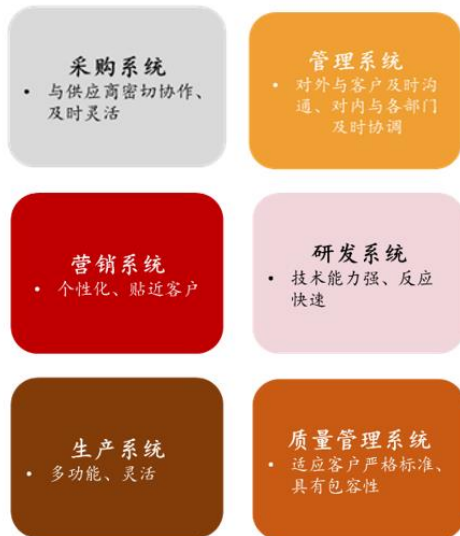 采购系统
• 与供应商密切协作、
及时灵活
管理系统
• 对外与客户及时沟
通、对内与各部门
及时协调
营销系统
• 个性化、贴近客户
研发系统
• 技术能力强、反应
快速
生产系统
• 多功能、灵活
质量管理系统
• 适应客户严格标准、
具有包容性